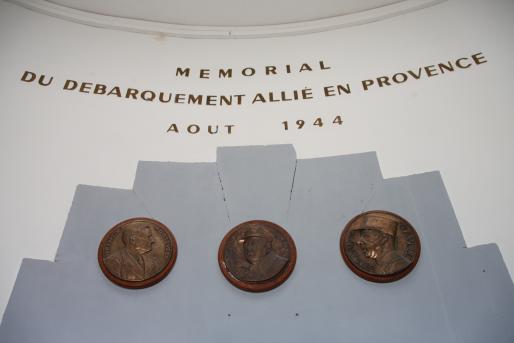 MEMORIAL
DU DEBARQUEMENT ALLIÉ EN PROVENCE
AOUT 1944